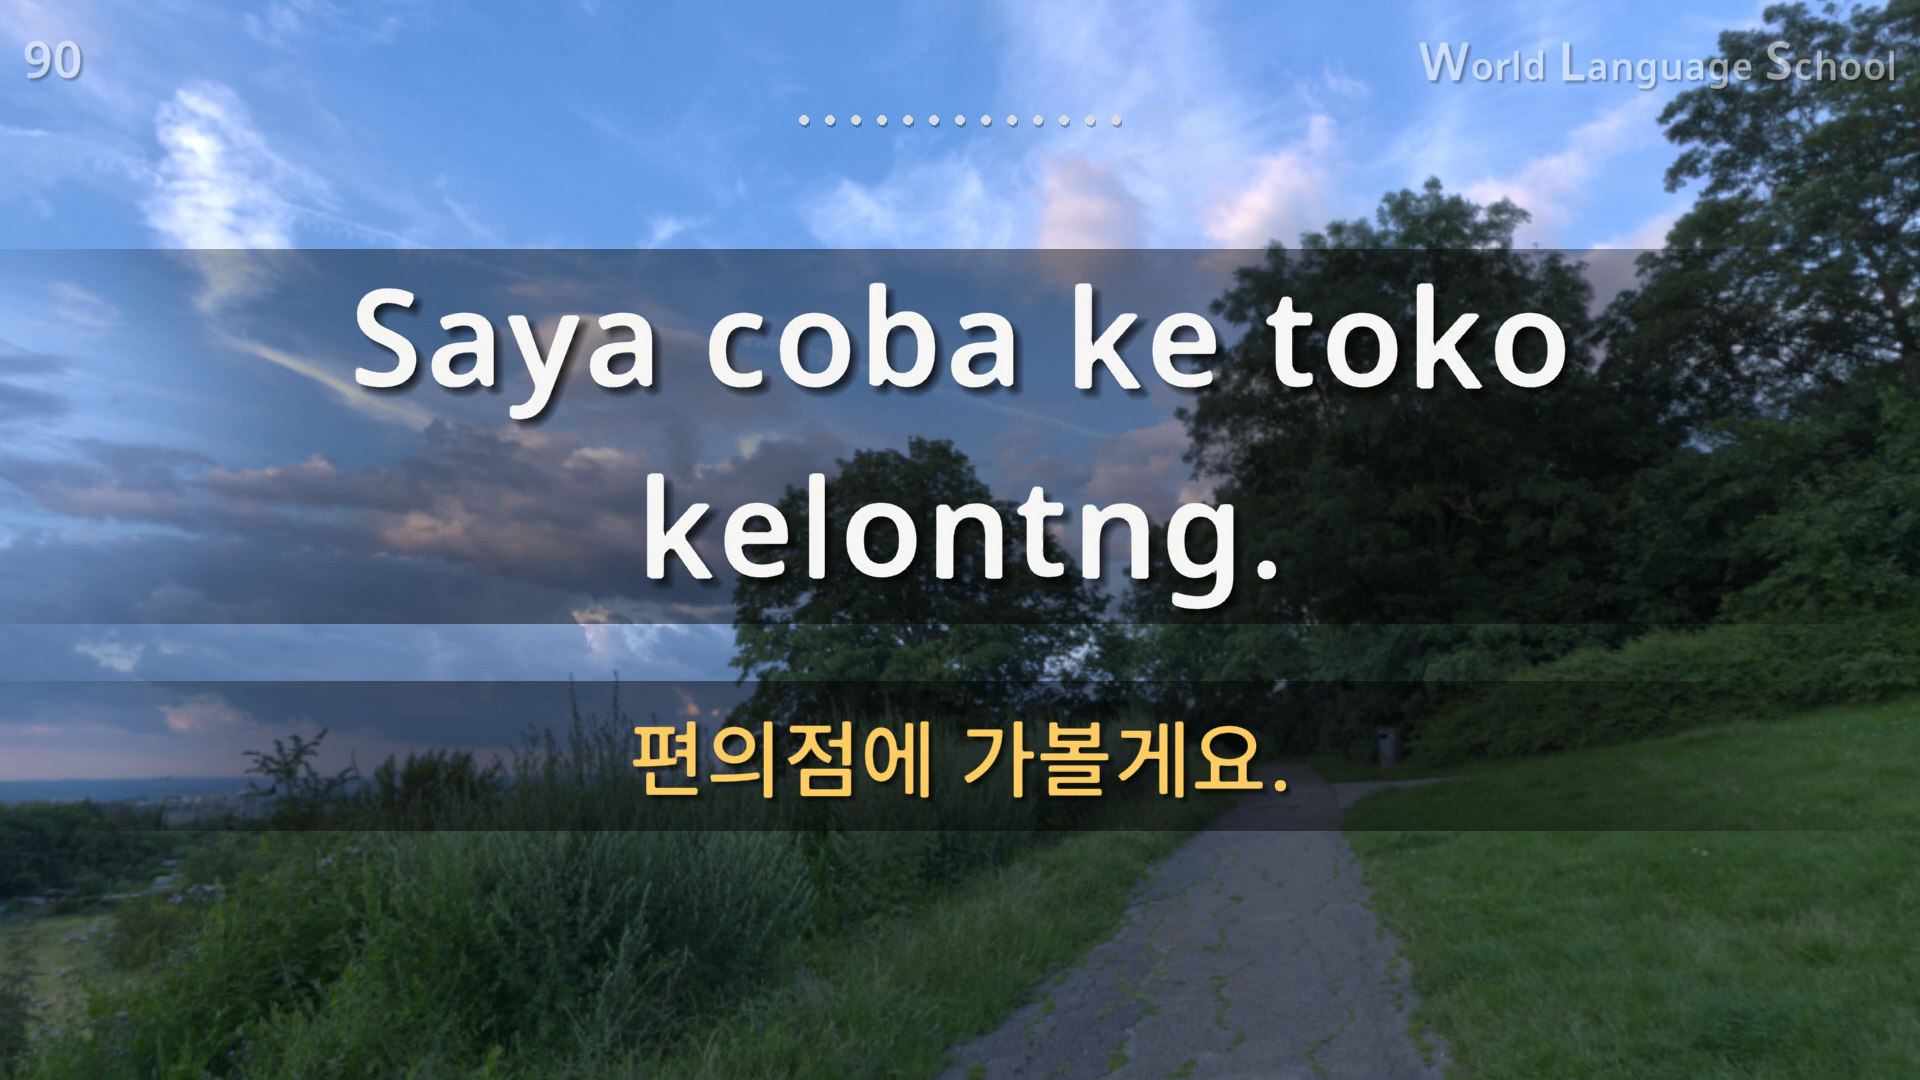 90
World Language School
Saya coba ke toko
kelontng.
편의점에 가볼게요.